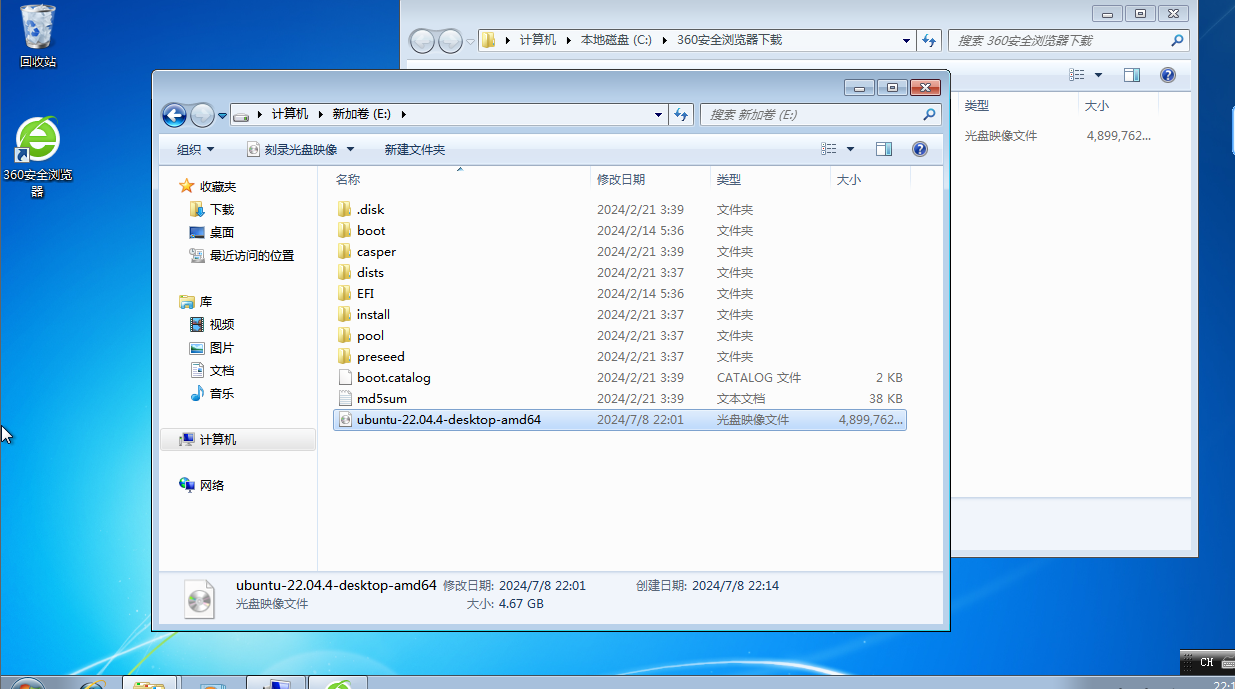 回收站
360安全浏览
器
计算机 本地磁盘 (C:) 360安全浏览器下载
搜索 360安全浏览器下载
类型 大小
光盘映像文件 4,899,762...
计算机 新加卷 (E:)
搜索 新加卷 (E:)
组织 刻录光盘映像 新建文件夹
收藏夹
下载
桌面
最近访问的位置
库
视频
图片
文档
音乐
计算机
网络
名称 修改日期 类型 大小
.disk 2024/2/21 3:39 文件夹
boot 2024/2/14 5:36 文件夹
casper 2024/2/21 3:39 文件夹
dists 2024/2/21 3:37 文件夹
EFI 2024/2/14 5:36 文件夹
install 2024/2/21 3:37 文件夹
pool 2024/2/21 3:37 文件夹
preseed 2024/2/21 3:37 文件夹
boot.catalog 2024/2/21 3:39 CATALOG 文件 2 KB
md5sum 2024/2/21 3:39 文本文档 38 KB
ubuntu-22.04.4-desktop-amd64 2024/7/8 22:01 光盘映像文件 4,899,762...
ubuntu-22.04.4-desktop-amd64 修改日期: 2024/7/8 22:01 创建日期: 2024/7/8 22:14
光盘映像文件 大小: 4.67 GB
CH